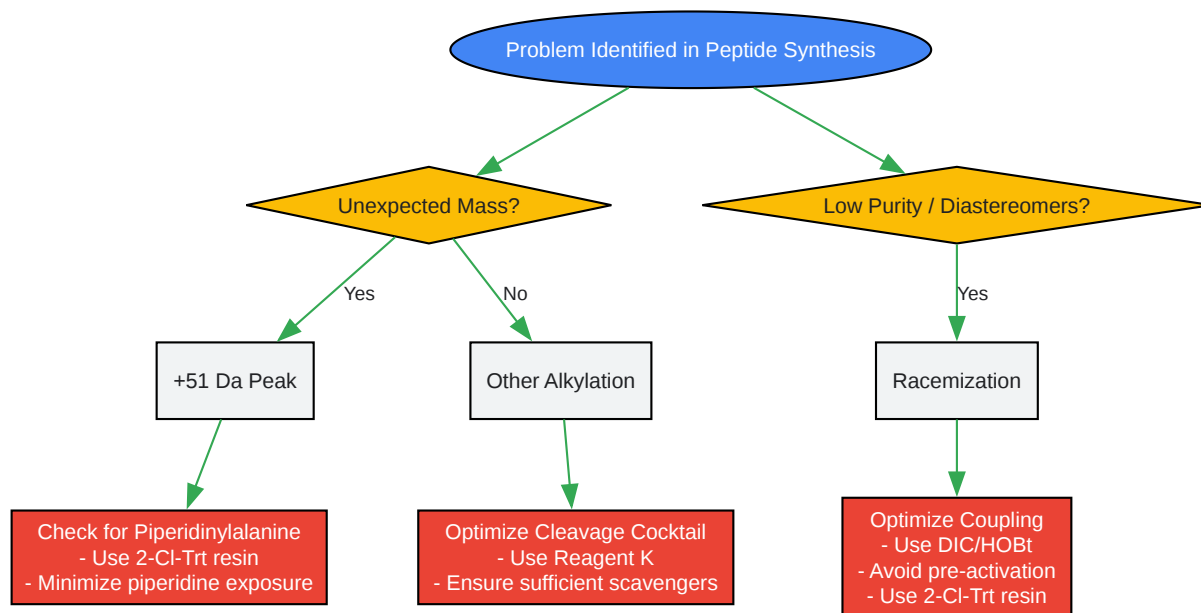 Problem Identified in Peptide Synthesis
Unexpected Mass?
Low Purity / Diastereomers?
Yes
No
Yes
+51 Da Peak
Other Alkylation
Racemization
Check for Piperidinylalanine
- Use 2-Cl-Trt resin
- Minimize piperidine exposure
Optimize Cleavage Cocktail
- Use Reagent K
- Ensure sufficient scavengers
Optimize Coupling
- Use DIC/HOBt
- Avoid pre-activation
- Use 2-Cl-Trt resin